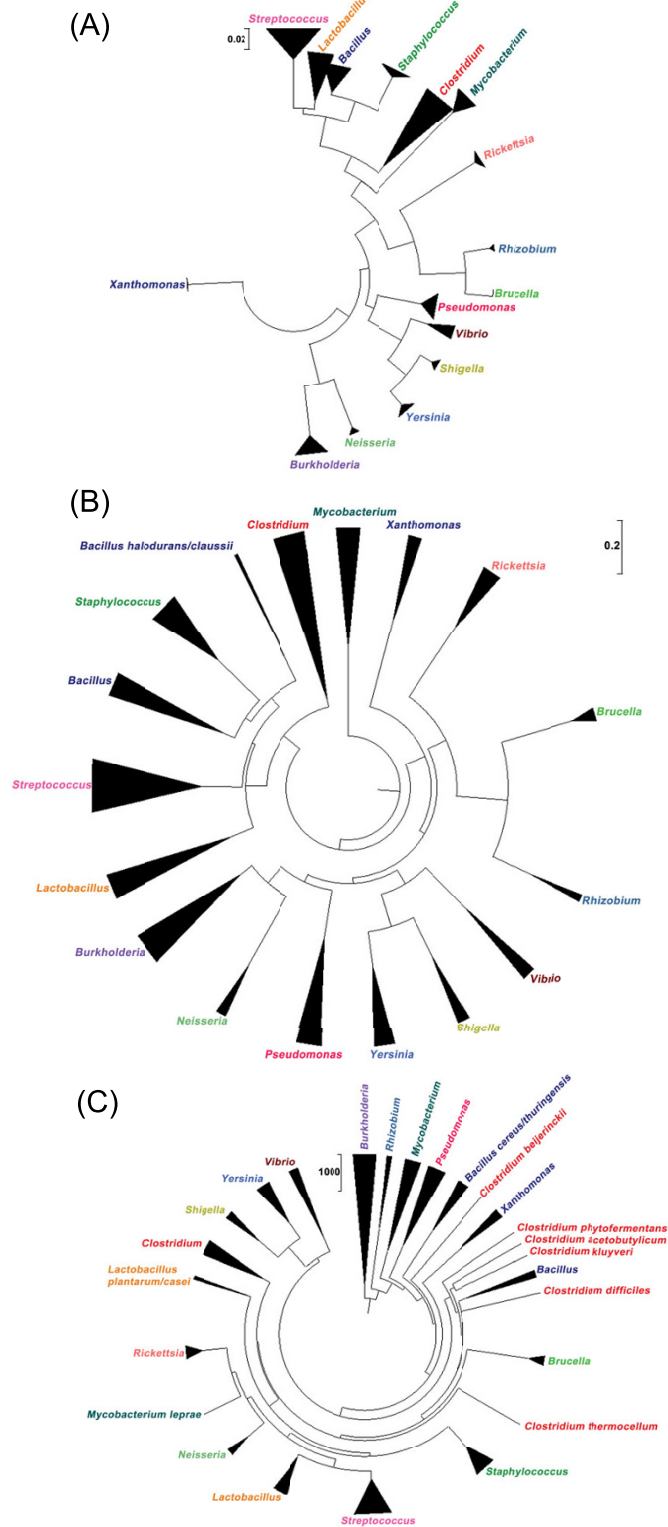 (A)
Streptococcus
Lactobacillus
Bacillus
Staphylococcus
0.02
Clostridium
Mycobacterium
Rickettsia
Rhizobium
Xanthomonas
Brucella
Pseudomonas
Vibrio
Shigella
Yersinia
Neisseria
Burkholderia
(B)
Mycobacterium
Clostridium
Xanthomonas
Bacillus halodurans/claussii
0.2
Rickettsia
Staphylococcus
Bacillus
Brucella
Streptococcus
Lactobacillus
Rhizobium
Burkholderia
Vibrio
Neisseria
Shigella
Pseudomonas
Yersinia
(C)
Burkholderia
Rhizobium
Mycobacterium
Pseudomonas
Bacillus cereus/thuringensis
Clostridium beijerinckii
Xanthomonas
Vibrio
1000
Yersinia
Shigella
Clostridium phytofermentans
Clostridium acetobutylicum
Clostridium kluyveri
Clostridium
Bacillus
Lactobacillus
plantarum/casei
Clostridium difficiles
Rickettsia
Brucella
Mycobacterium leprae
Clostridium thermocellum
Neisseria
Staphylococcus
Lactobacillus
Streptococcus